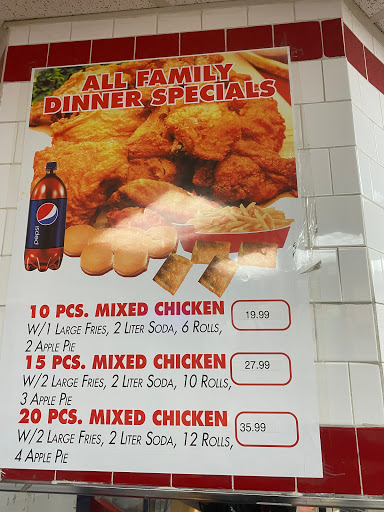 ALL FAMILY
DINNER SPECIALS
pepsi
10 PCS. MIXED CHICKEN 19.99
W/1 LARGE FRIES, 2 LITER SODA, 6 ROLLS,
2 APPLE PIE
15 PCS. MIXED CHICKEN 27.99
W/2 LARGE FRIES, 2 LITER SODA, 10 ROLLS,
3 APPLE PIE
20 PCS. MIXED CHICKEN 35.99
W/2 LARGE FRIES, 2 LITER SODA, 12 ROLLS,
4 APPLE PIE